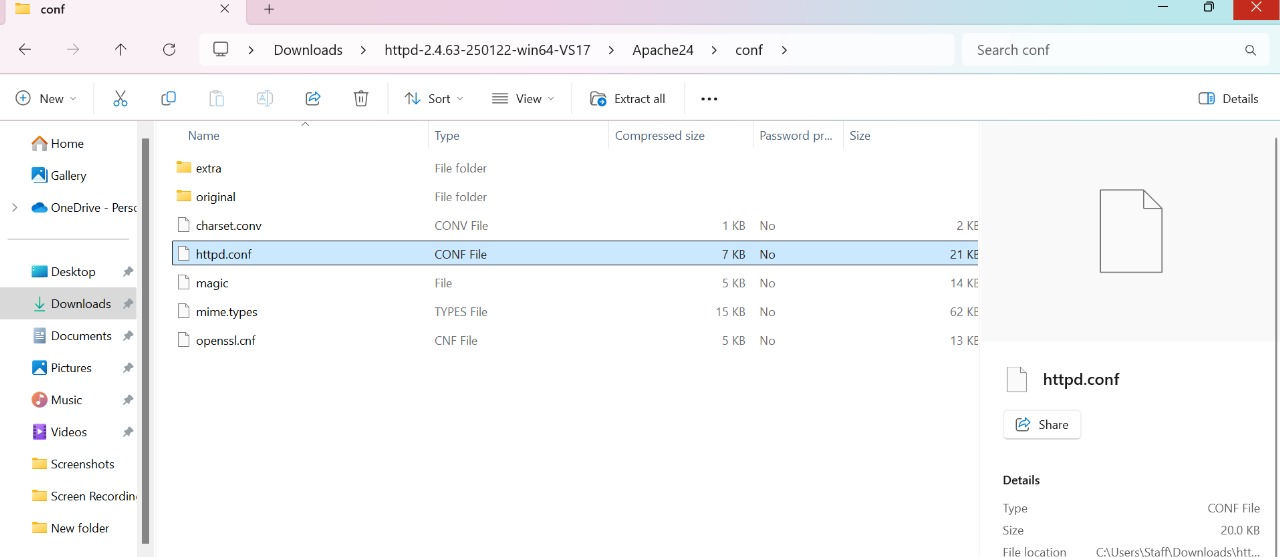 conf
Downloads > httpd-2.4.63-250122-win64-VS17 > Apache24 > conf >
Search conf
New
Sort
View
Extract all
Details
Home
Gallery
OneDrive - Perso
Desktop
Downloads
Documents
Pictures
Music
Videos
Screenshots
Screen Recordin
New folder
Name Type Compressed size Password pr... Size
extra File folder
original File folder
charset.conv CONV File 1 KB No 2 KB
httpd.conf CONF File 7 KB No 21 KB
magic File 5 KB No 14 KB
mime.types TYPES File 15 KB No 62 KB
openssl.cnf CNF File 5 KB No 13 KB
httpd.conf
Share
Details
Type CONF File
Size 20.0 KB
File location C:\Users\Staff\Downloads\htt...